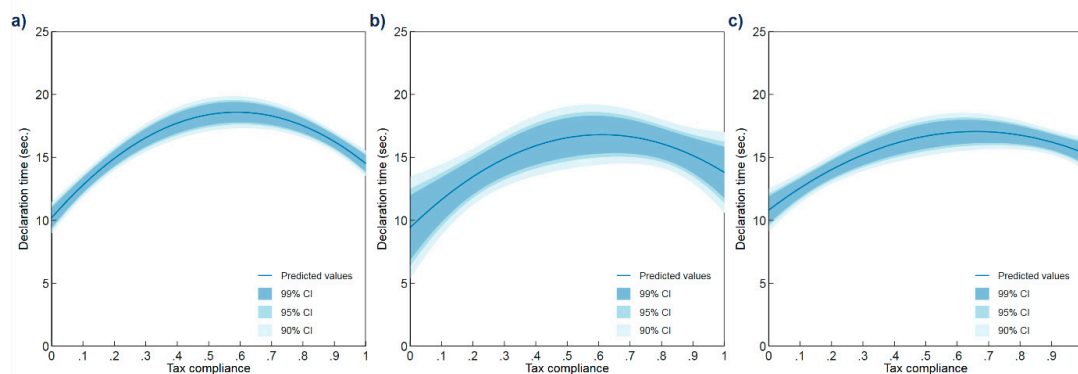 a)
25
20
15
10
5
0
Declaration time (sec.)
Predicted values
99% CI
95% CI
90% CI
0 .1 .2 .3 .4 .5 .6 .7 .8 .9 1
Tax compliance
b)
25
20
15
10
5
0
Declaration time (sec.)
Predicted values
99% CI
95% CI
90% CI
0 .1 .2 .3 .4 .5 .6 .7 .8 .9 1
Tax compliance
c)
25
20
15
10
5
0
Declaration time (sec.)
Predicted values
99% CI
95% CI
90% CI
0 .1 .2 .3 .4 .5 .6 .7 .8 .9
Tax compliance